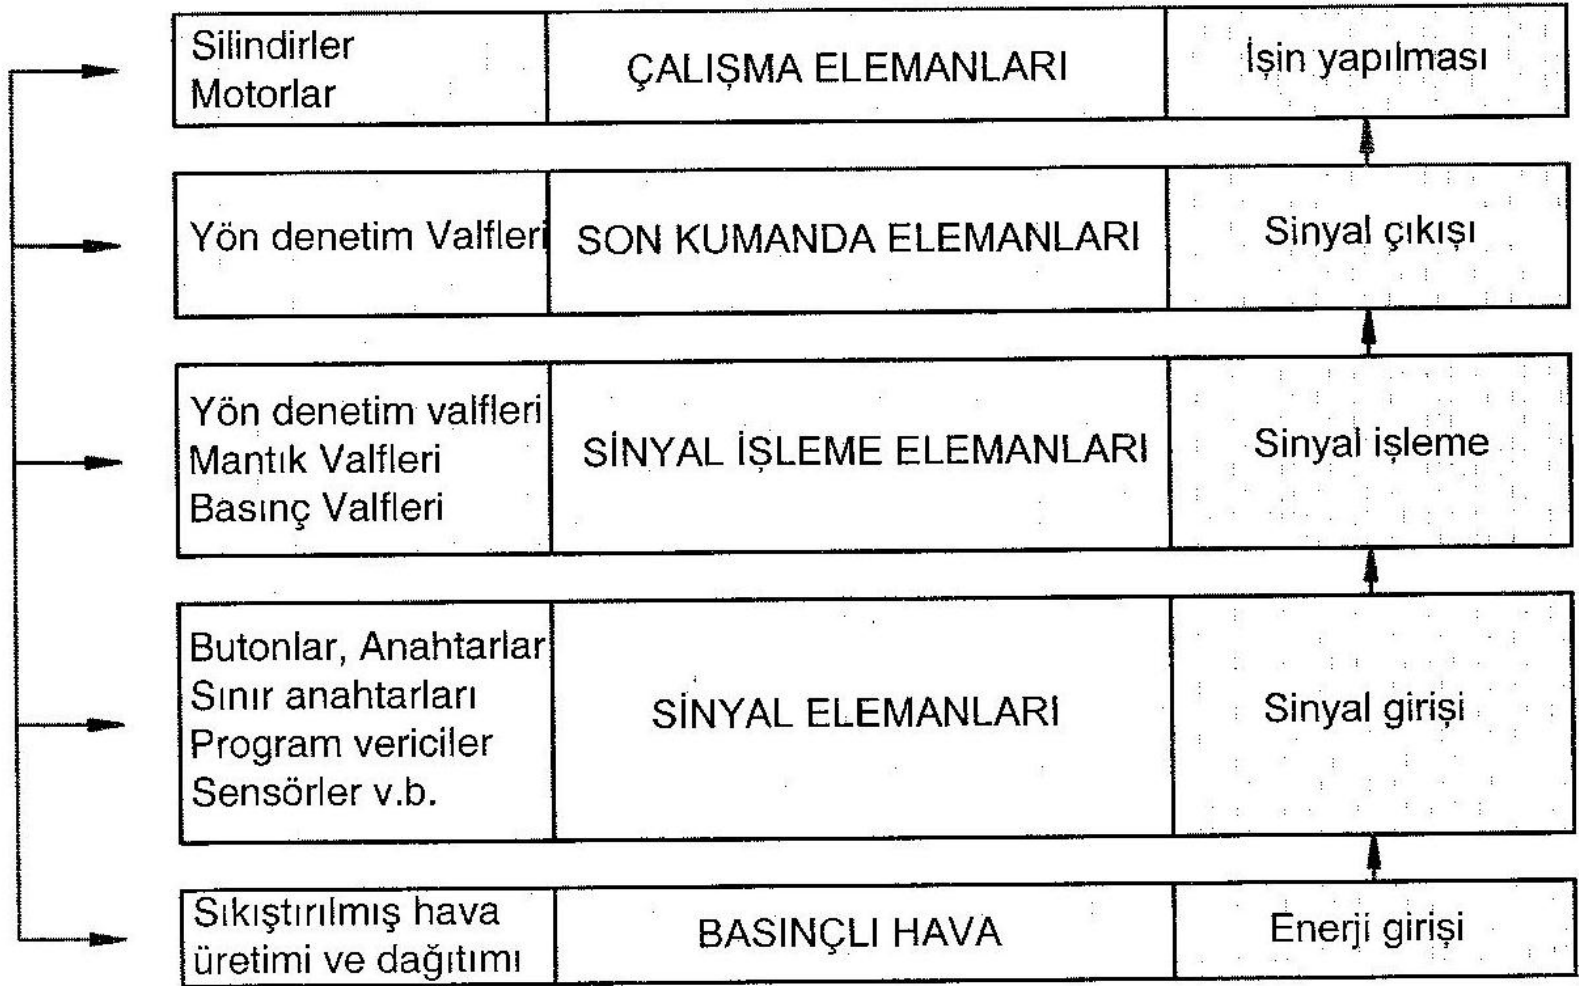 Silindirler
Motorlar
ÇALIŞMA ELEMANLARI
İşin yapılması
Yön denetim Valfleri
SON KUMANDA ELEMANLARI
Sinyal çıkışı
Yön denetim valfleri
Mantık Valfleri
Basınç Valfleri
SİNYAL İŞLEME ELEMANLARI
Sinyal işleme
Butonlar, Anahtarlar
Sınır anahtarları
Program vericiler
Sensörler v.b.
SİNYAL ELEMANLARI
Sinyal girişi
Sıkıştırılmış hava
üretimi ve dağıtımı
BASINÇLI HAVA
Enerji girişi